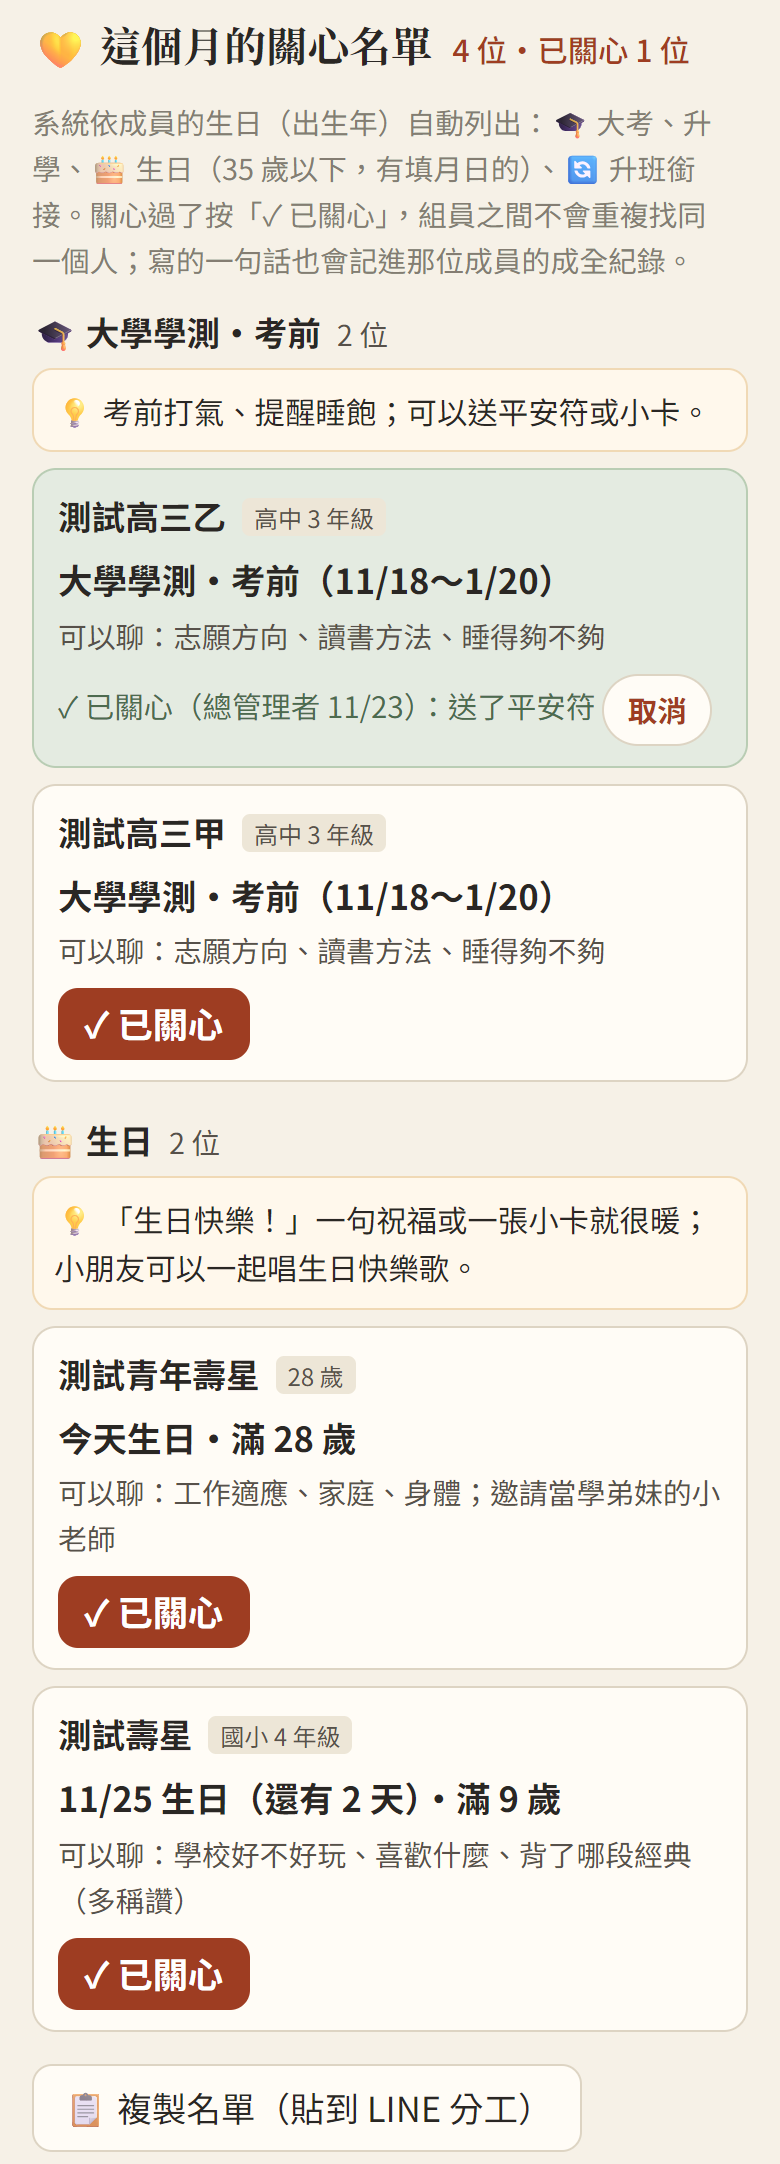 💛 這個月的關心名單 4 位・已關心 1 位
系統依成員的生日（出生年）自動列出：🎓 大考、升
學、🎂 生日（35 歲以下，有填月日的）、🔄 升班銜
接。關心過了按「✓ 已關心」，組員之間不會重複找同
一個人；寫的一句話也會記進那位成員的成全紀錄。
🎓 大學學測・考前 2 位
💡 考前打氣、提醒睡飽；可以送平安符或小卡。
測試高三乙 高中 3 年級
大學學測・考前（11/18～1/20）
可以聊：志願方向、讀書方法、睡得夠不夠
✓ 已關心（總管理者 11/23）：送了平安符 取消
測試高三甲 高中 3 年級
大學學測・考前（11/18～1/20）
可以聊：志願方向、讀書方法、睡得夠不夠
✓ 已關心
🎂 生日 2 位
💡 「生日快樂！」一句祝福或一張小卡就很暖；
小朋友可以一起唱生日快樂歌。
測試青年壽星 28 歲
今天生日・滿 28 歲
可以聊：工作適應、家庭、身體；邀請當學弟妹的小
老師
✓ 已關心
測試壽星 國小 4 年級
11/25 生日（還有 2 天）・滿 9 歲
可以聊：學校好不好玩、喜歡什麼、背了哪段經典
（多稱讚）
✓ 已關心
📋 複製名單（貼到 LINE 分工）